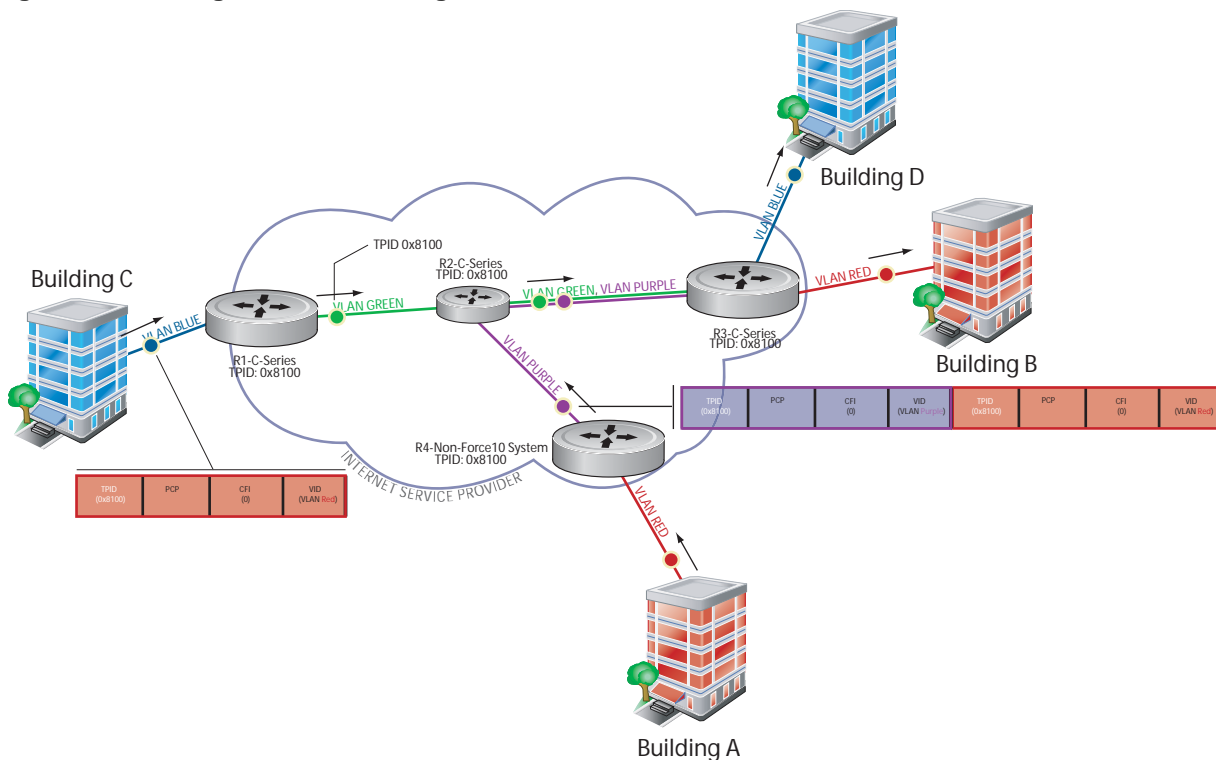 Building D
VLAN BLUE
Building B
VLAN RED
TPID 0x8100
R2-C-Series
TPID: 0x8100
VLAN GREEN, VLAN PURPLE
R3-C-Series
TPID: 0x8100
Building C
VLAN BLUE
VLAN GREEN
R1-C-Series
TPID: 0x8100
VLAN PURPLE
TPID
(0x8100)
PCP
CFI
(0)
VID
(VLAN Purple)
TPID
(0x8100)
PCP
CFI
(0)
VID
(VLAN Red)
R4-Non-Force10 System
TPID: 0x8100
INTERNET SERVICE PROVIDER
TPID
(0x8100)
PCP
CFI
(0)
VID
(VLAN Red)
VLAN RED
Building A